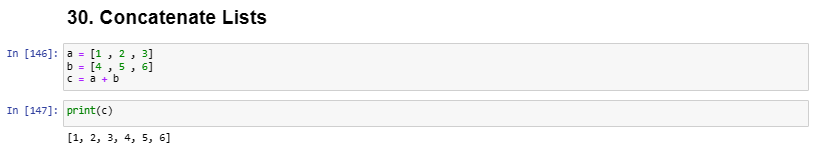 30. Concatenate Lists
In [146]: a = [1 , 2 , 3]
b = [4 , 5 , 6]
c = a + b
In [147]: print(c)
[1, 2, 3, 4, 5, 6]